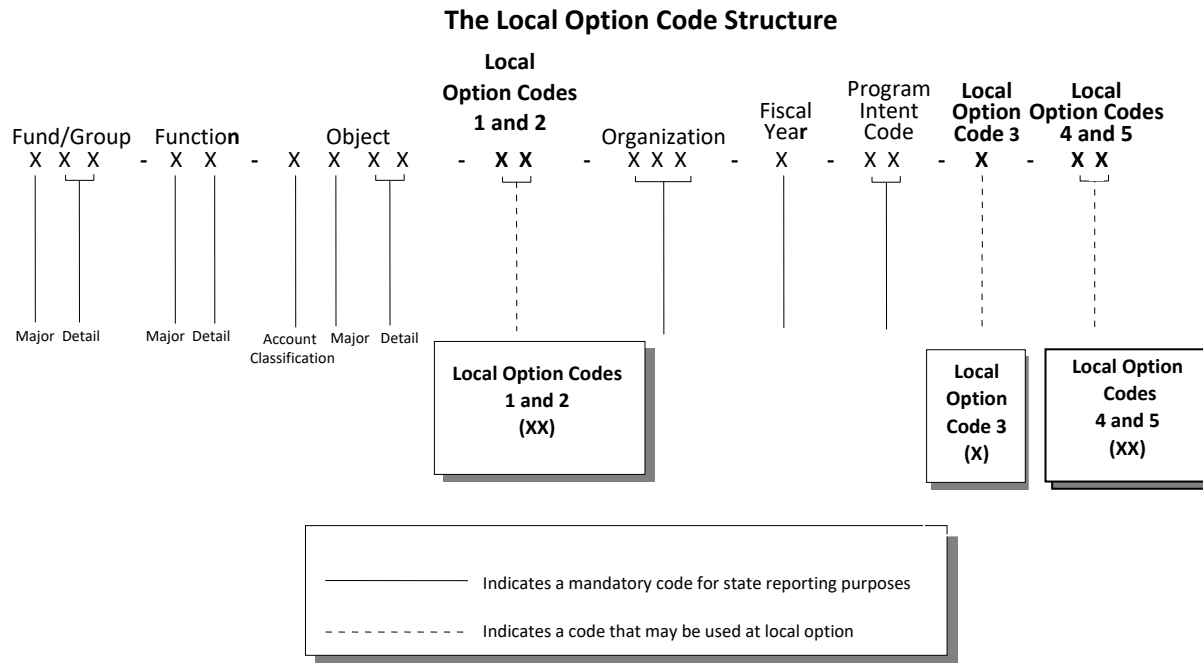 The Local Option Code Structure
Local
Option Codes
1 and 2
Fund/Group
Function
Object
Organization
Fiscal
Year
Program
Intent
Code
Local
Option
Code 3
Local
Option Codes
4 and 5
X X X - X X - X X X X - X X - X X X - X - X X - X - X X
Major Detail
Major Detail
Account
Classification
Major Detail
Local Option Codes
1 and 2
(XX)
Local
Option
Code 3
(X)
Local Option
Codes
4 and 5
(XX)
Indicates a mandatory code for state reporting purposes
Indicates a code that may be used at local option